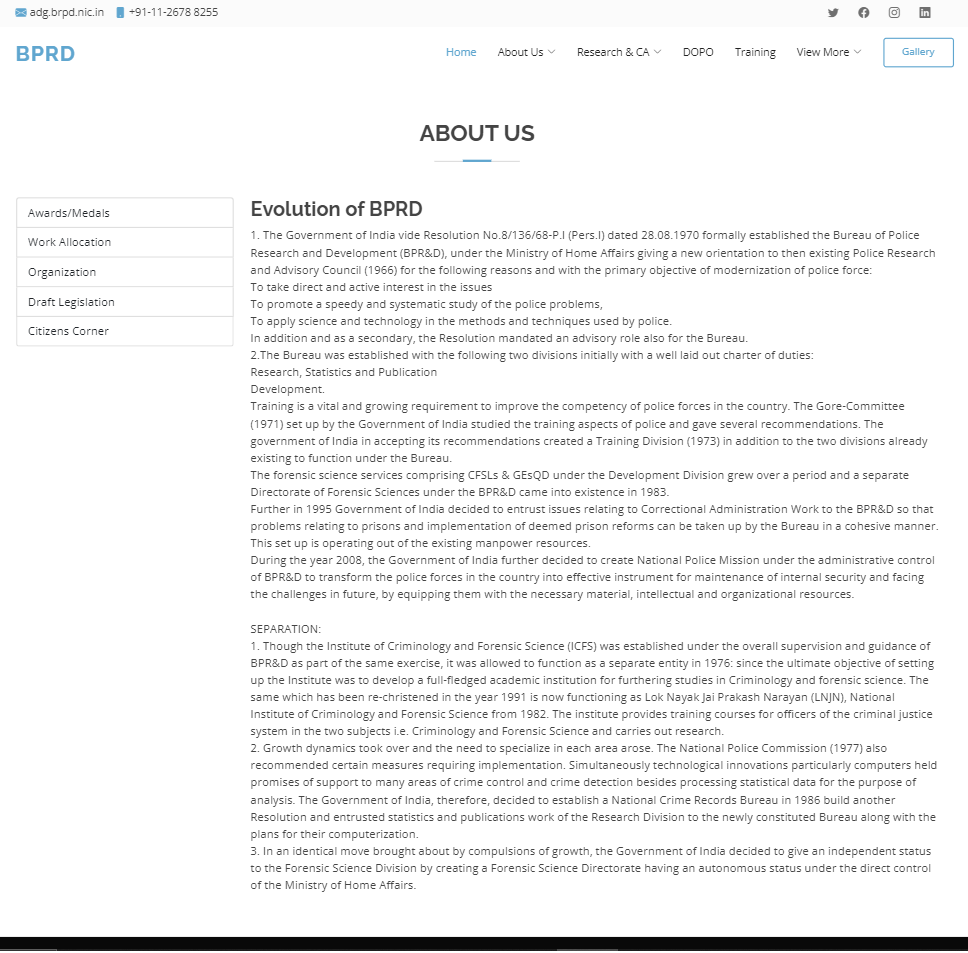 adg.brpd.nic.in +91-11-2678 8255
BPRD
Home About Us Research & CA DOPO Training View More Gallery
ABOUT US
Awards/Medals
Work Allocation
Organization
Draft Legislation
Citizens Corner
Evolution of BPRD
1. The Government of India vide Resolution No.8/136/68-P.I (Pers.I) dated 28.08.1970 formally established the Bureau of Police
Research and Development (BPR&D), under the Ministry of Home Affairs giving a new orientation to then existing Police Research
and Advisory Council (1966) for the following reasons and with the primary objective of modernization of police force:
To take direct and active interest in the issues
To promote a speedy and systematic study of the police problems,
To apply science and technology in the methods and techniques used by police.
In addition and as a secondary, the Resolution mandated an advisory role also for the Bureau.
2.The Bureau was established with the following two divisions initially with a well laid out charter of duties:
Research, Statistics and Publication
Development.
Training is a vital and growing requirement to improve the competency of police forces in the country. The Gore-Committee
(1971) set up by the Government of India studied the training aspects of police and gave several recommendations. The
government of India in accepting its recommendations created a Training Division (1973) in addition to the two divisions already
existing to function under the Bureau.
The forensic science services comprising CFSLs & GEsQD under the Development Division grew over a period and a separate
Directorate of Forensic Sciences under the BPR&D came into existence in 1983.
Further in 1995 Government of India decided to entrust issues relating to Correctional Administration Work to the BPR&D so that
problems relating to prisons and implementation of deemed prison reforms can be taken up by the Bureau in a cohesive manner.
This set up is operating out of the existing manpower resources.
During the year 2008, the Government of India further decided to create National Police Mission under the administrative control
of BPR&D to transform the police forces in the country into effective instrument for maintenance of internal security and facing
the challenges in future, by equipping them with the necessary material, intellectual and organizational resources.
SEPARATION:
1. Though the Institute of Criminology and Forensic Science (ICFS) was established under the overall supervision and guidance of
BPR&D as part of the same exercise, it was allowed to function as a separate entity in 1976: since the ultimate objective of setting
up the Institute was to develop a full-fledged academic institution for furthering studies in Criminology and forensic science. The
same which has been re-christened in the year 1991 is now functioning as Lok Nayak Jai Prakash Narayan (LNJN), National
Institute of Criminology and Forensic Science from 1982. The institute provides training courses for officers of the criminal justice
system in the two subjects i.e. Criminology and Forensic Science and carries out research.
2. Growth dynamics took over and the need to specialize in each area arose. The National Police Commission (1977) also
recommended certain measures requiring implementation. Simultaneously technological innovations particularly computers held
promises of support to many areas of crime control and crime detection besides processing statistical data for the purpose of
analysis. The Government of India, therefore, decided to establish a National Crime Records Bureau in 1986 build another
Resolution and entrusted statistics and publications work of the Research Division to the newly constituted Bureau along with the
plans for their computerization.
3. In an identical move brought about by compulsions of growth, the Government of India decided to give an independent status
to the Forensic Science Division by creating a Forensic Science Directorate having an autonomous status under the direct control
of the Ministry of Home Affairs.